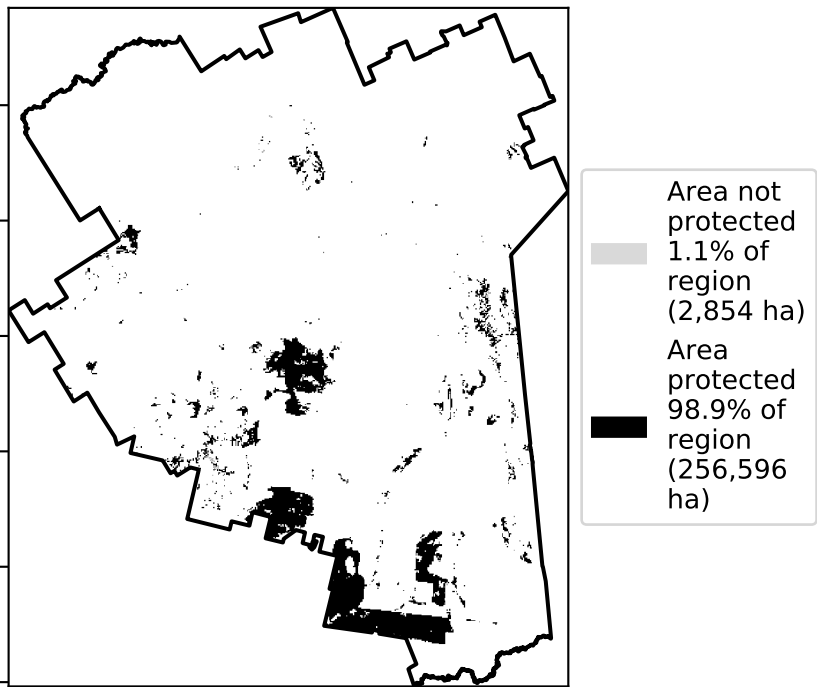 Area not
protected
1.1% of
region
(2,854 ha)
Area
protected
98.9% of
region
(256,596
ha)